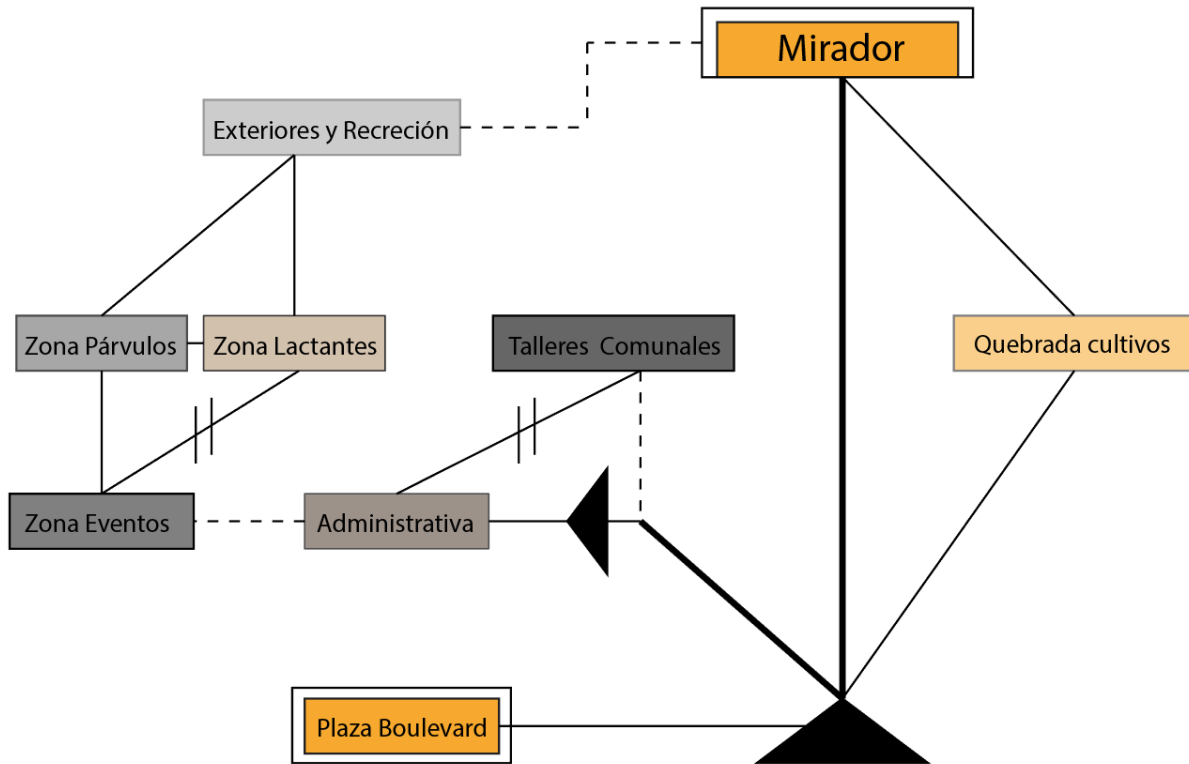 Mirador
Exteriores y Recreción
Zona Párvulos
Zona Lactantes
Talleres Comunales
Quebrada cultivos
Zona Eventos
Administrativa
Plaza Boulevard